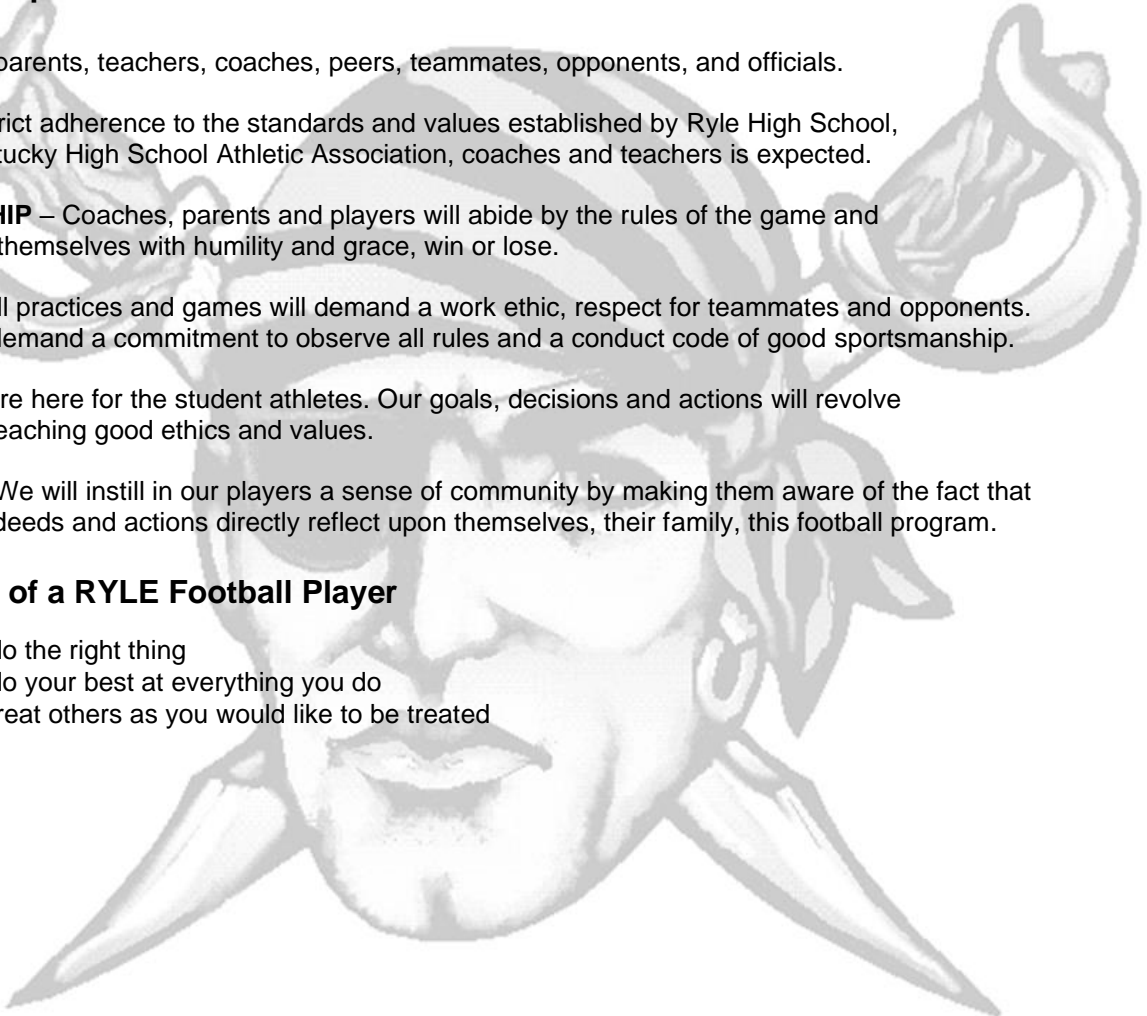 parents, teachers, coaches, peers, teammates, opponents, and officials.
rict adherence to the standards and values established by Ryle High School,
tucky High School Athletic Association, coaches and teachers is expected.
HIP – Coaches, parents and players will abide by the rules of the game and
themselves with humility and grace, win or lose.
ll practices and games will demand a work ethic, respect for teammates and opponents.
demand a commitment to observe all rules and a conduct code of good sportsmanship.
re here for the student athletes. Our goals, decisions and actions will revolve
eaching good ethics and values.
We will instill in our players a sense of community by making them aware of the fact that
deeds and actions directly reflect upon themselves, their family, this football program.
of a RYLE Football Player
do the right thing
do your best at everything you do
reat others as you would like to be treated